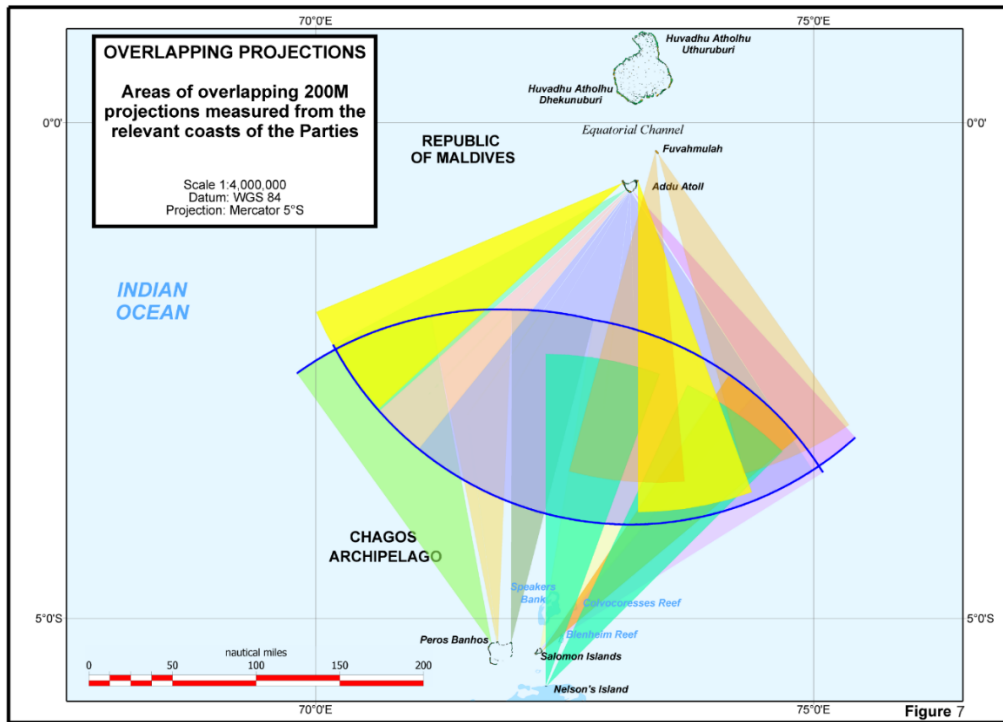 70°0'E
75°0'E
OVERLAPPING PROJECTIONS
Areas of overlapping 200M
projections measured from the
relevant coasts of the Parties
Scale 1:4,000,000
Datum: WGS 84
Projection: Mercator 5°S
Huvadhu Atholhu
Uthuruburi
Huvadhu Atholhu
Dhekunuburi
0°0'
Equatorial Channel
REPUBLIC
OF MALDIVES
Fuvahmulah
Addu Atoll
INDIAN
OCEAN
CHAGOS
ARCHIPELAGO
Speakers
Bank
Colvocoresses Reef
5°0'S
Blenheim Reef
Peros Banhos
Salomon Islands
nautical miles
0 50 100 150 200
Nelson's Island
70°0'E
75°0'E
Figure 7